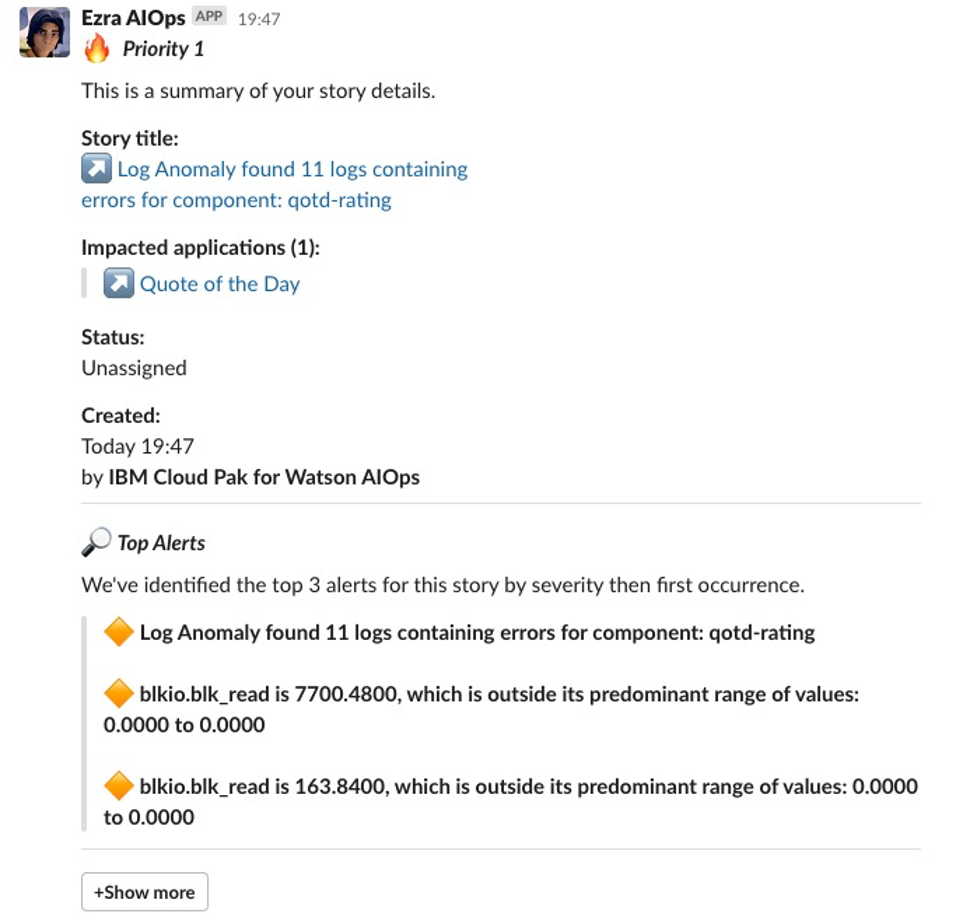 Ezra AIOps APP 19:47
Priority 1
This is a summary of your story details.
Story title:
Log Anomaly found 11 logs containing
errors for component: qotd-rating
Impacted applications (1):
Quote of the Day
Status:
Unassigned
Created:
Today 19:47
by IBM Cloud Pak for Watson AIOps
Top Alerts
We've identified the top 3 alerts for this story by severity then first occurrence.
Log Anomaly found 11 logs containing errors for component: qotd-rating
blkio.blk_read is 7700.4800, which is outside its predominant range of values:
0.0000 to 0.0000
blkio.blk_read is 163.8400, which is outside its predominant range of values: 0.0000
to 0.0000
+Show more